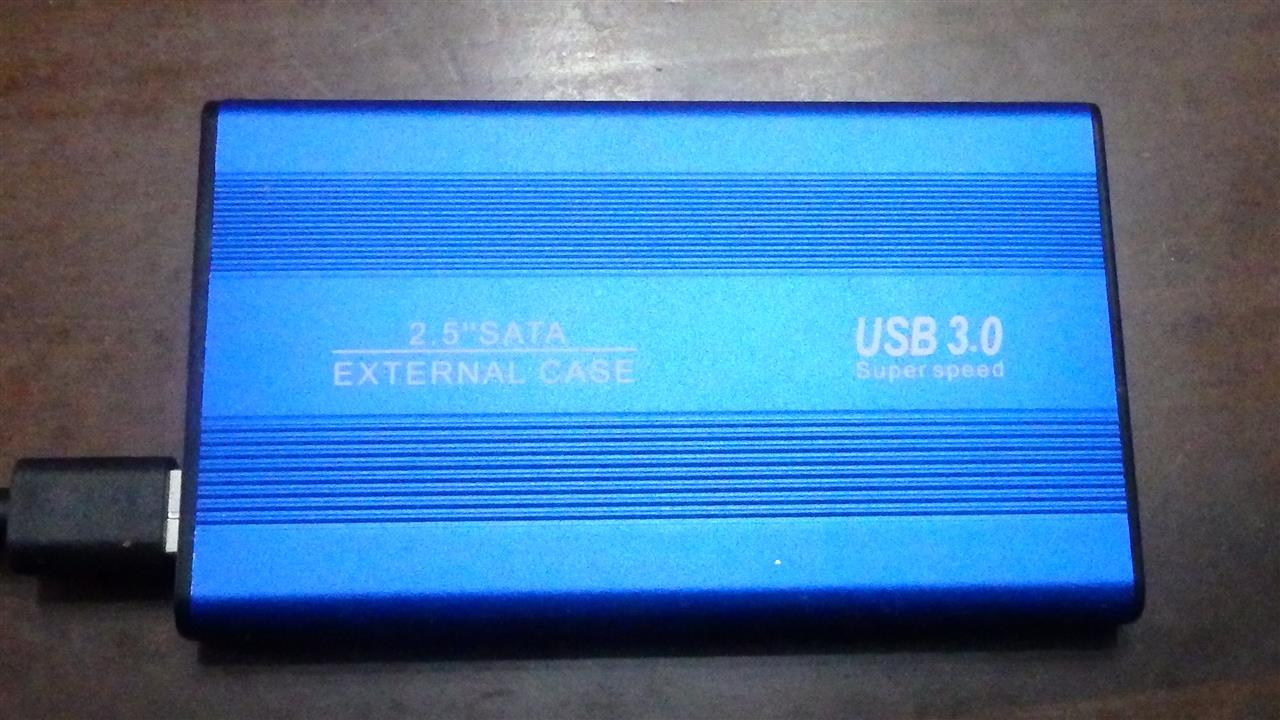 2.5"SATA
EXTERNAL CASE
USB 3.0
Super speed